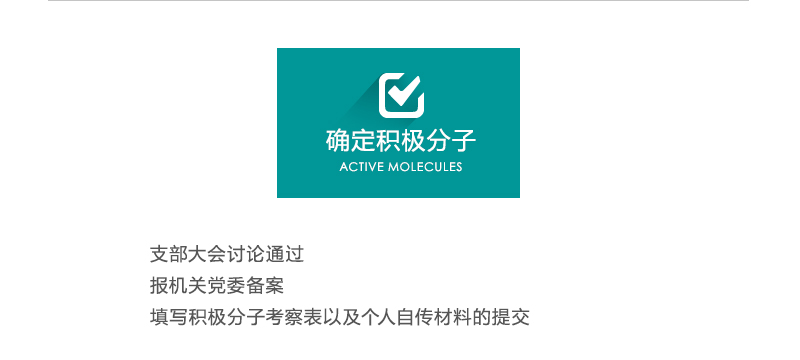 确定积极分子
ACTIVE MOLECULES
支部大会讨论通过
报机关党委备案
填写积极分子考察表以及个人自传材料的提交